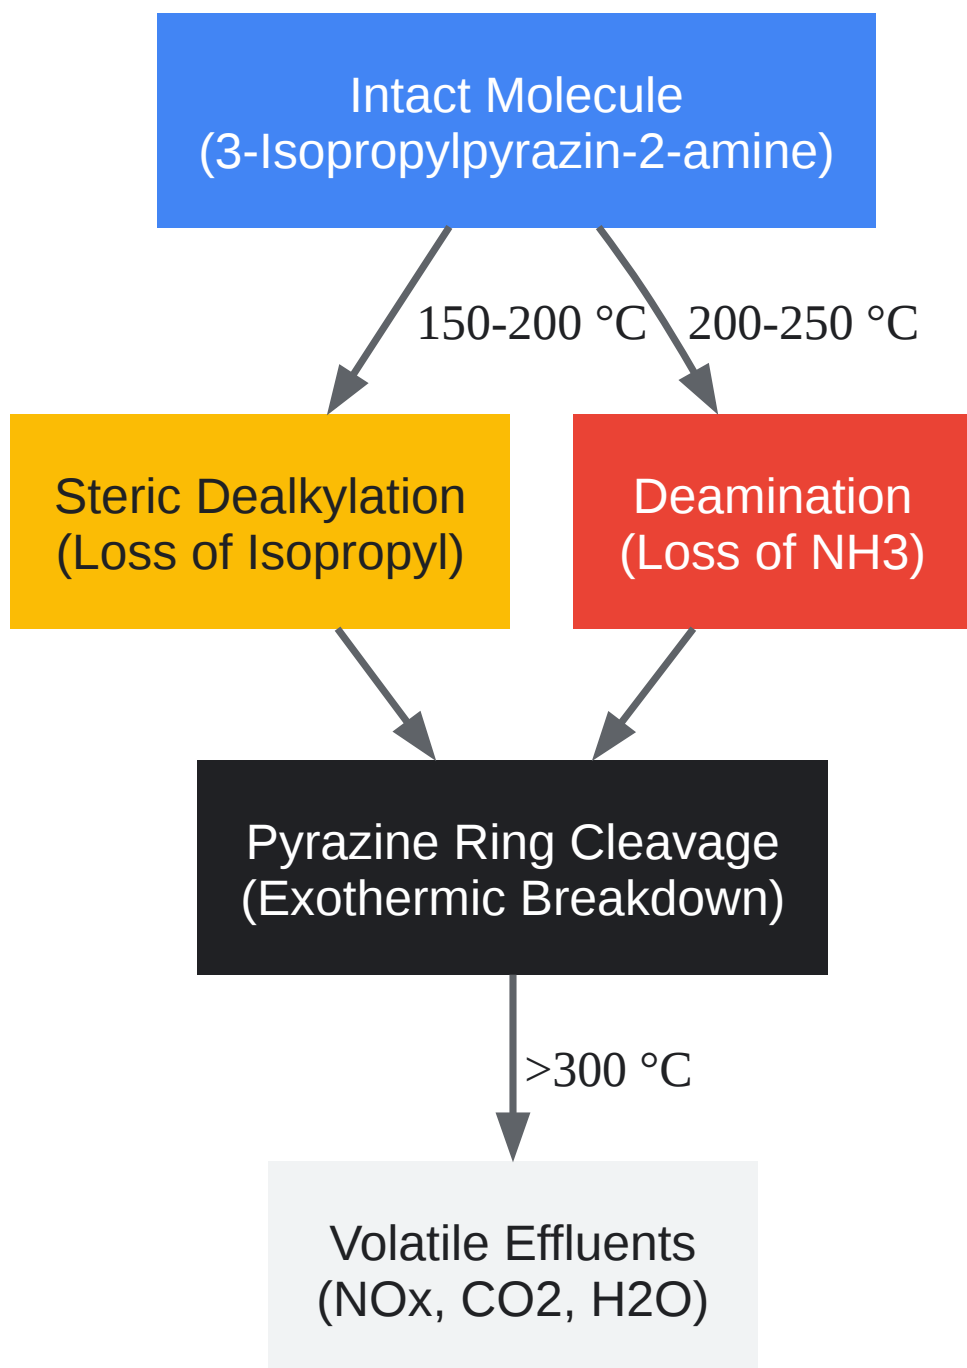 Intact Molecule
(3-Isopropylpyrazin-2-amine)
150-200 °C
200-250 °C
Steric Dealkylation
(Loss of Isopropyl)
Deamination
(Loss of NH3)
Pyrazine Ring Cleavage
(Exothermic Breakdown)
>300 °C
Volatile Effluents
(NOx, CO2, H2O)